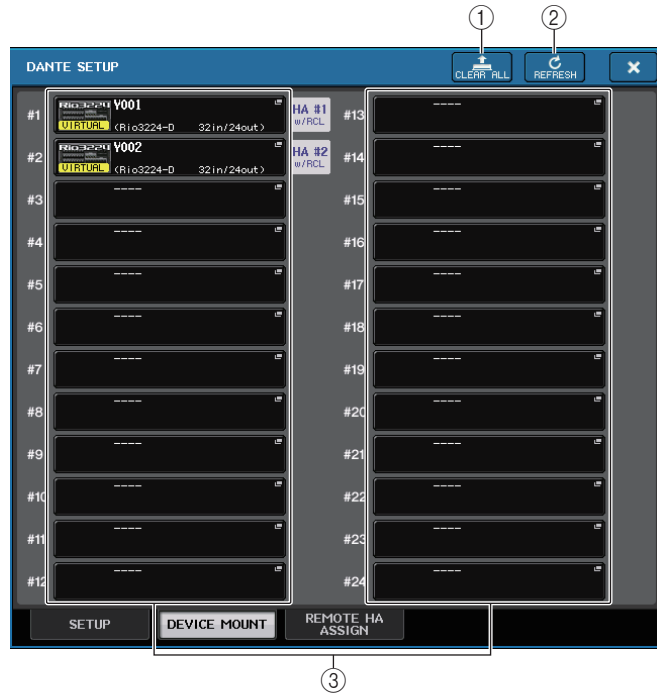 ① ②
DANTE SETUP
CLEAR ALL
REFRESH
#1 Rio3224 VIRTUAL Y001 (Rio3224-D 32in/24out) HA #1 w/RCL
#2 Rio3224 VIRTUAL Y002 (Rio3224-D 32in/24out) HA #2 w/RCL
#3 ----
#4 ----
#5 ----
#6 ----
#7 ----
#8 ----
#9 ----
#10 ----
#11 ----
#12 ----
#13 ----
#14 ----
#15 ----
#16 ----
#17 ----
#18 ----
#19 ----
#20 ----
#21 ----
#22 ----
#23 ----
#24 ----
SETUP
DEVICE MOUNT
REMOTE HA
ASSIGN
③